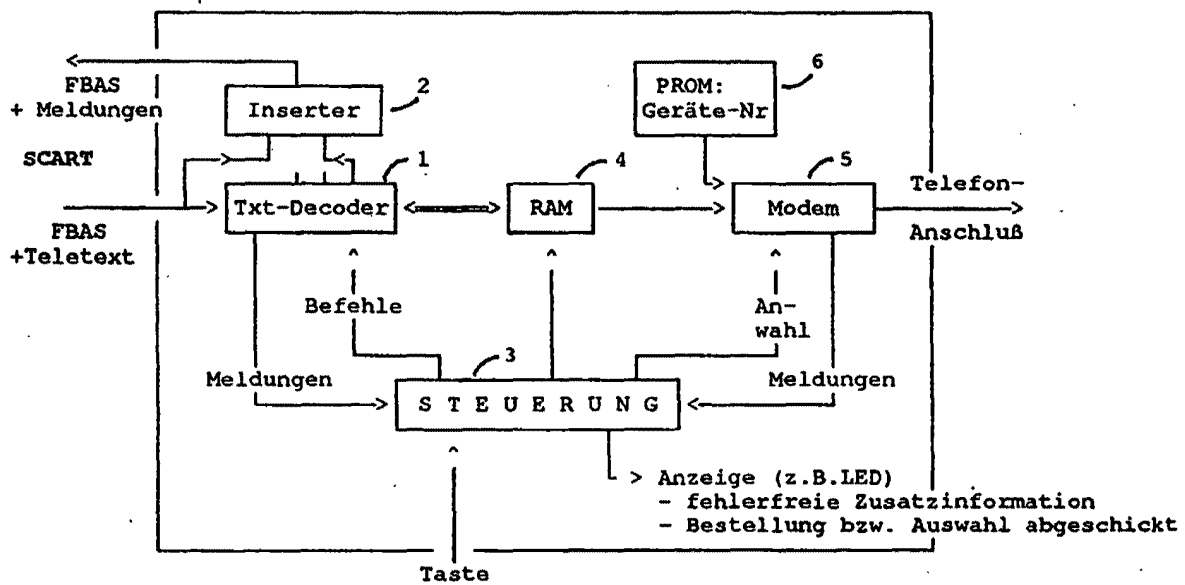 6
FBAS
+ Meldungen
2
PROM:
Geräte-Nr
Inserter
SCART
1
4
5
Telefon-
Txt-Decoder
RAM
Modem
FBAS
+Teletext
Anschluß
Befehle
An-
wahl
3
Meldungen
Meldungen
S T E U E R U N G
> Anzeige (z.B.LED)
- fehlerfreie Zusatzinformation
- Bestellung bzw. Auswahl abgeschickt
Taste